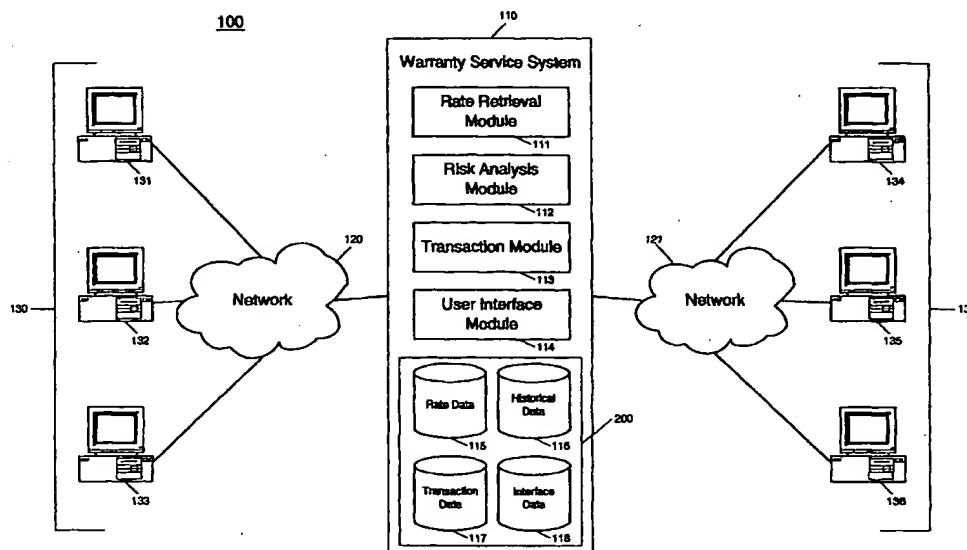 100
110
Warranty Service System
Rate Retrieval
Module
111
Risk Analysis
Module
112
Transaction Module
113
User Interface
Module
114
Rate Data
115
Historical
Data
116
Transaction
Data
117
Interface
Data
118
200
130
131
132
133
120
Network
121
Network
134
135
136